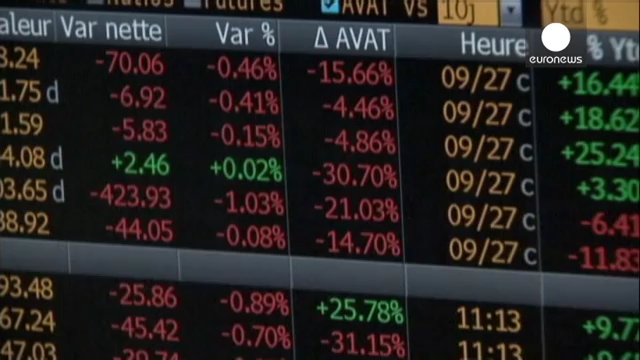 Futures AVAT vs 10j Ytd %
Var nette Var % Δ AVAT Heure % Yt
euronews
3.24 -70.06 -0.46% -15.66% 09/27 c +16.44
1.75 d -6.92 -0.41% -4.46% 09/27 c +18.62
1.59 -5.83 -0.15% -4.86% 09/27 c +25.24
4.08 d +2.46 +0.02% -30.70% 09/27 c +3.30
03.65 d -423.93 -1.03% -21.03% 09/27 c -6.41
38.92 -44.05 -0.08% -14.70% 09/27 c -11.83
93.48 -25.86 -0.89% +25.78% 11:13 +9.7
67.24 -45.42 -0.70% -31.15% 11:13
47.03